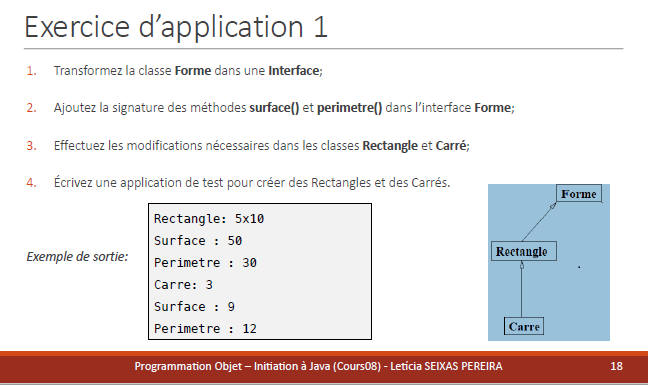 Exercice d’application 1
1. Transformez la classe Forme dans une Interface;
2. Ajoutez la signature des méthodes surface() et perimetre() dans l’interface Forme;
3. Effectuez les modifications nécessaires dans les classes Rectangle et Carré;
4. Écrivez une application de test pour créer des Rectangles et des Carrés.
Exemple de sortie:
Rectangle: 5x10
Surface : 50
Perimetre : 30
Carre: 3
Surface : 9
Perimetre : 12
Forme
Rectangle
Carre
Programmation Objet – Initiation à Java (Cours08) - Letícia SEIXAS PEREIRA
18